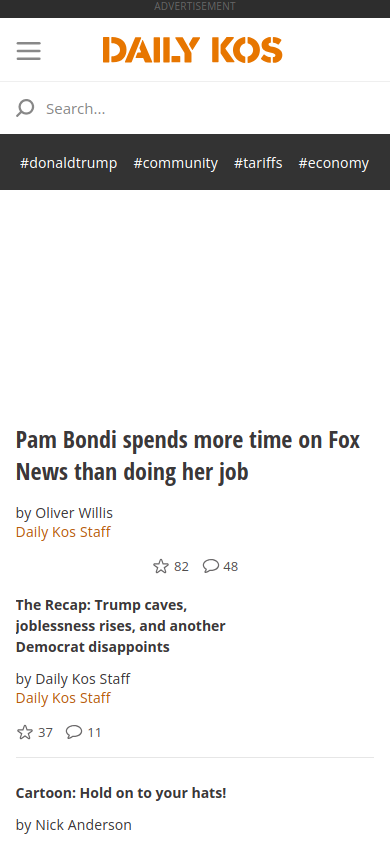 ADVERTISEMENT
DAILY KOS
Search...
#donaldtrump #community #tariffs #economy
Pam Bondi spends more time on Fox
News than doing her job
by Oliver Willis
Daily Kos Staff
82 48
The Recap: Trump caves,
joblessness rises, and another
Democrat disappoints
by Daily Kos Staff
Daily Kos Staff
37 11
Cartoon: Hold on to your hats!
by Nick Anderson